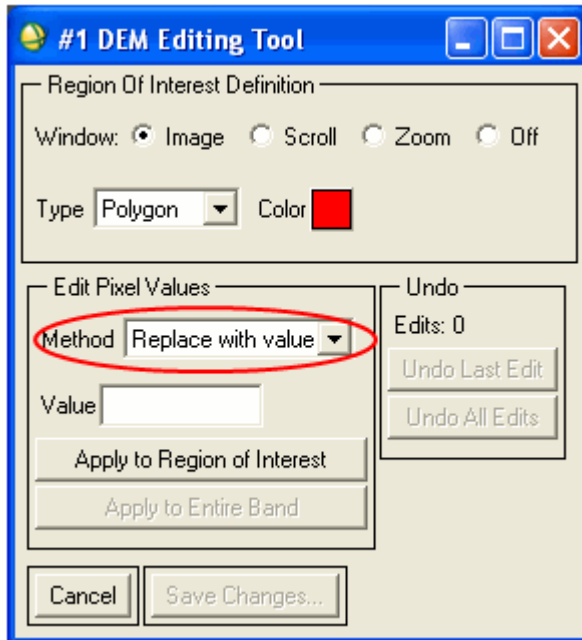 #1 DEM Editing Tool
Region Of Interest Definition
Window: Image Scroll Zoom Off
Type Polygon Color
Edit Pixel Values
Method Replace with value
Value
Apply to Region of Interest
Apply to Entire Band
Undo
Edits: 0
Undo Last Edit
Undo All Edits
Cancel Save Changes...